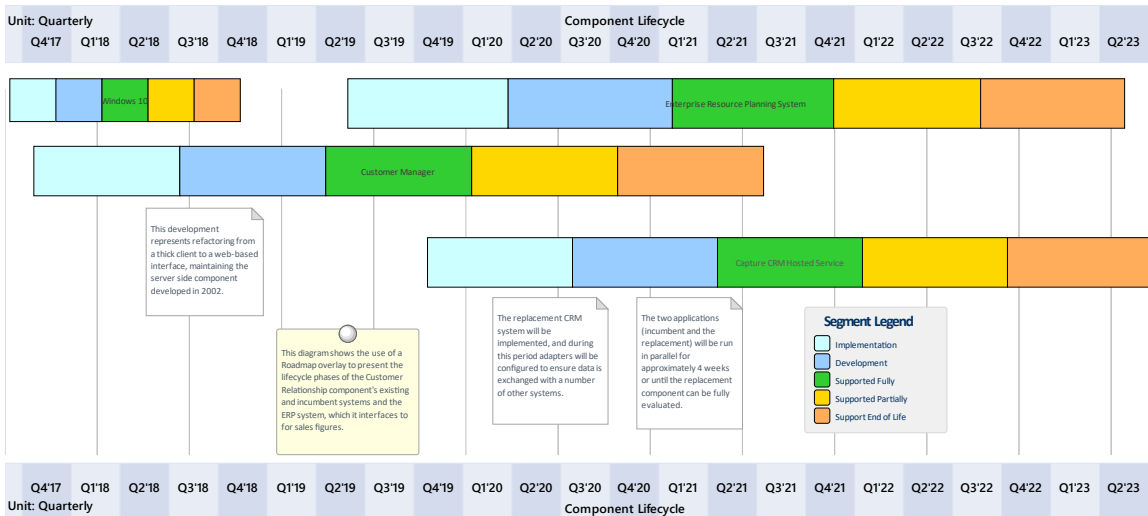 Unit: Quarterly
Component Lifecycle
Q4'17 Q1'18 Q2'18 Q3'18 Q4'18 Q1'19 Q2'19 Q3'19 Q4'19 Q1'20 Q2'20 Q3'20 Q4'20 Q1'21 Q2'21 Q3'21 Q4'21 Q1'22 Q2'22 Q3'22 Q4'22 Q1'23 Q2'23
Windows 10
Enterprise Resource Planning System
Customer Manager
This development
represents refactoring from
a thick client to a web-based
interface, maintaining the
server side component
developed in 2002.
Capture CRM Hosted Service
This diagram shows the use of a
Roadmap overlay to present the
lifecycle phases of the Customer
Relationship component's existing
and incumbent systems and the
ERP system, which it interfaces to
for sales figures.
The replacement CRM
system will be
implemented, and during
this period adapters will be
configured to ensure data is
exchanged with a number
of other systems.
The two applications
(incumbent and the
replacement) will be run
in parallel for
approximately 4 weeks
or until the replacement
component can be fully
evaluated.
Segment Legend
Implementation
Development
Supported Fully
Supported Partially
Support End of Life
Q4'17 Q1'18 Q2'18 Q3'18 Q4'18 Q1'19 Q2'19 Q3'19 Q4'19 Q1'20 Q2'20 Q3'20 Q4'20 Q1'21 Q2'21 Q3'21 Q4'21 Q1'22 Q2'22 Q3'22 Q4'22 Q1'23 Q2'23
Unit: Quarterly
Component Lifecycle